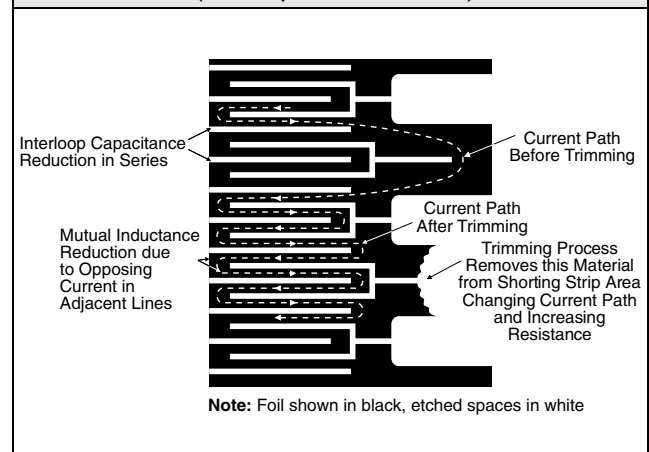 Interloop Capacitance
Reduction in Series
Current Path
Before Trimming
Current Path
After Trimming
Mutual Inductance
Reduction due
to Opposing
Current in
Adjacent Lines
Trimming Process
Removes this Material
from Shorting Strip Area
Changing Current Path
and Increasing
Resistance
Note: Foil shown in black, etched spaces in white